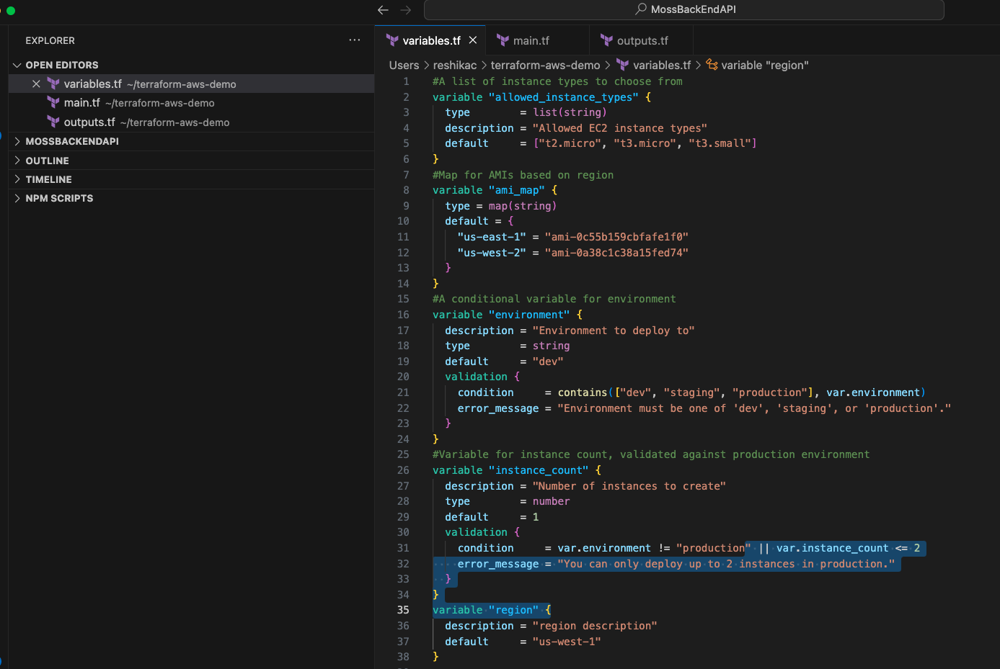 MossBackEndAPI
EXPLORER
OPEN EDITORS
variables.tf ~/terraform-aws-demo
main.tf ~/terraform-aws-demo
outputs.tf ~/terraform-aws-demo
MOSSBACKENDAPI
OUTLINE
TIMELINE
NPM SCRIPTS
variables.tf main.tf outputs.tf
Users > reshikac > terraform-aws-demo > variables.tf > variable "region"
1 #A list of instance types to choose from
2 variable "allowed_instance_types" {
3 type = list(string)
4 description = "Allowed EC2 instance types"
5 default = ["t2.micro", "t3.micro", "t3.small"]
6 }
7 #Map for AMIs based on region
8 variable "ami_map" {
9 type = map(string)
10 default = {
11 "us-east-1" = "ami-0c55b159cbfafe1f0"
12 "us-west-2" = "ami-0a38c1c38a15fed74"
13 }
14 }
15 #A conditional variable for environment
16 variable "environment" {
17 description = "Environment to deploy to"
18 type = string
19 default = "dev"
20 validation {
21 condition = contains(["dev", "staging", "production"], var.environment)
22 error_message = "Environment must be one of 'dev', 'staging', or 'production'."
23 }
24 }
25 #Variable for instance count, validated against production environment
26 variable "instance_count" {
27 description = "Number of instances to create"
28 type = number
29 default = 1
30 validation {
31 condition = var.environment != "production" || var.instance_count <= 2
32 error_message = "You can only deploy up to 2 instances in production."
33 }
34 }
35 variable "region" {
36 description = "region description"
37 default = "us-west-1"
38 }